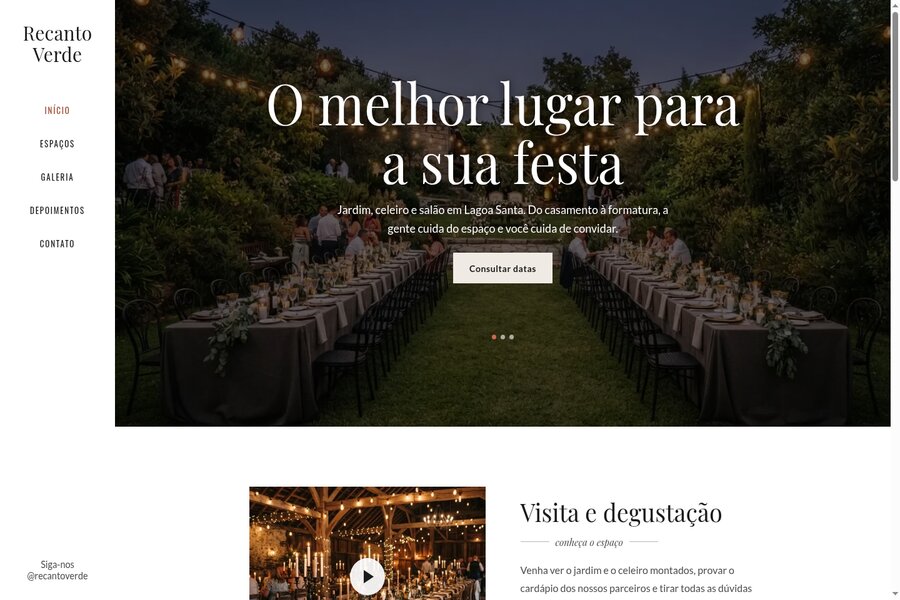 Recanto
Verde
INÍCIO
ESPAÇOS
GALERIA
DEPOIMENTOS
CONTATO
Siga-nos
@recantoverde
O melhor lugar para
a sua festa
Jardim, celeiro e salão em Lagoa Santa. Do casamento à formatura, a
gente cuida do espaço e você cuida de convidar.
Consultar datas
Visita e degustação
conheça o espaço
Venha ver o jardim e o celeiro montados, provar o
cardápio dos nossos parceiros e tirar todas as dúvidas